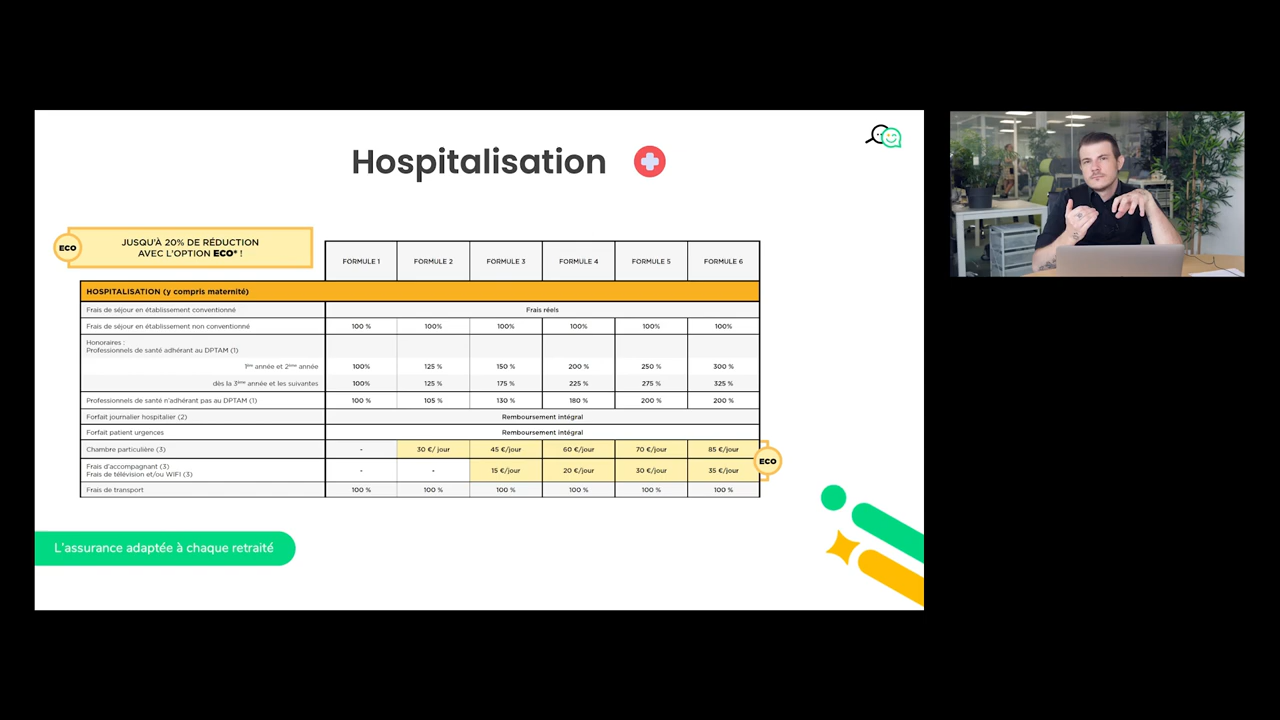 Hospitalisation
ECO
JUSQU'À 20% DE RÉDUCTION
AVEC L'OPTION ECO* !
FORMULE 1 FORMULE 2 FORMULE 3 FORMULE 4 FORMULE 5 FORMULE 6
HOSPITALISATION (y compris maternité)
Frais de séjour en établissement conventionné Frais réels
Frais de séjour en établissement non conventionné 100 % 100% 100% 100% 100% 100%
Honoraires :
Professionnels de santé adhérant au DPTAM (1)
1ère année et 2ème année 100% 125 % 150 % 200 % 250 % 300 %
dès la 3ème année et les suivantes 100% 125 % 175 % 225 % 275 % 325 %
Professionnels de santé n'adhérant pas au DPTAM (1) 100 % 105 % 130 % 180 % 200 % 200 %
Forfait journalier hospitalier (2) Remboursement intégral
Forfait patient urgences Remboursement intégral
Chambre particulière (3) - 30 €/ jour 45 €/jour 60 €/jour 70 €/jour 85 €/jour
ECO
Frais d'accompagnant (3)
Frais de télévision et/ou WIFI (3) - - 15 €/jour 20 €/jour 30 €/jour 35 €/jour
Frais de transport 100 % 100 % 100 % 100 % 100 % 100 %
L'assurance adaptée à chaque retraité